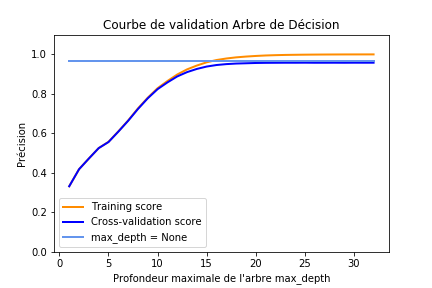 Courbe de validation Arbre de Décision
Précision
1.0
0.8
0.6
0.4
0.2
0.0
Training score
Cross-validation score
max_depth = None
0 5 10 15 20 25 30
Profondeur maximale de l'arbre max_depth